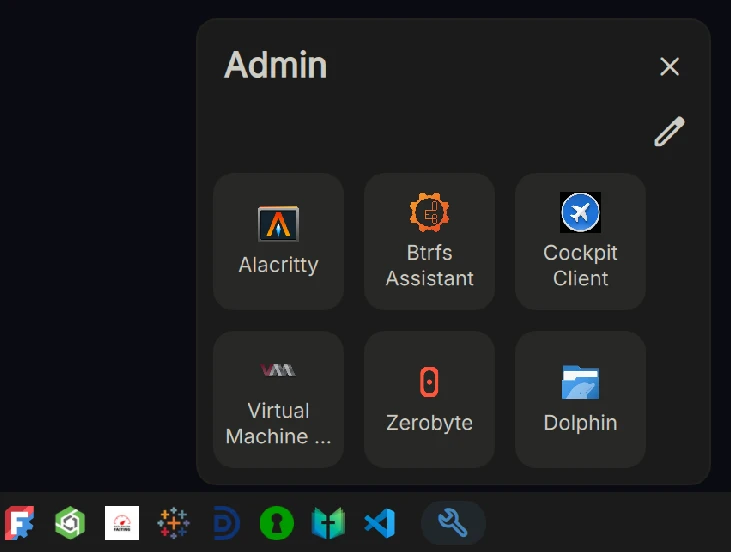 Admin
Alacritty
Btrfs
Assistant
Cockpit
Client
Virtual
Machine ...
Zerobyte
Dolphin